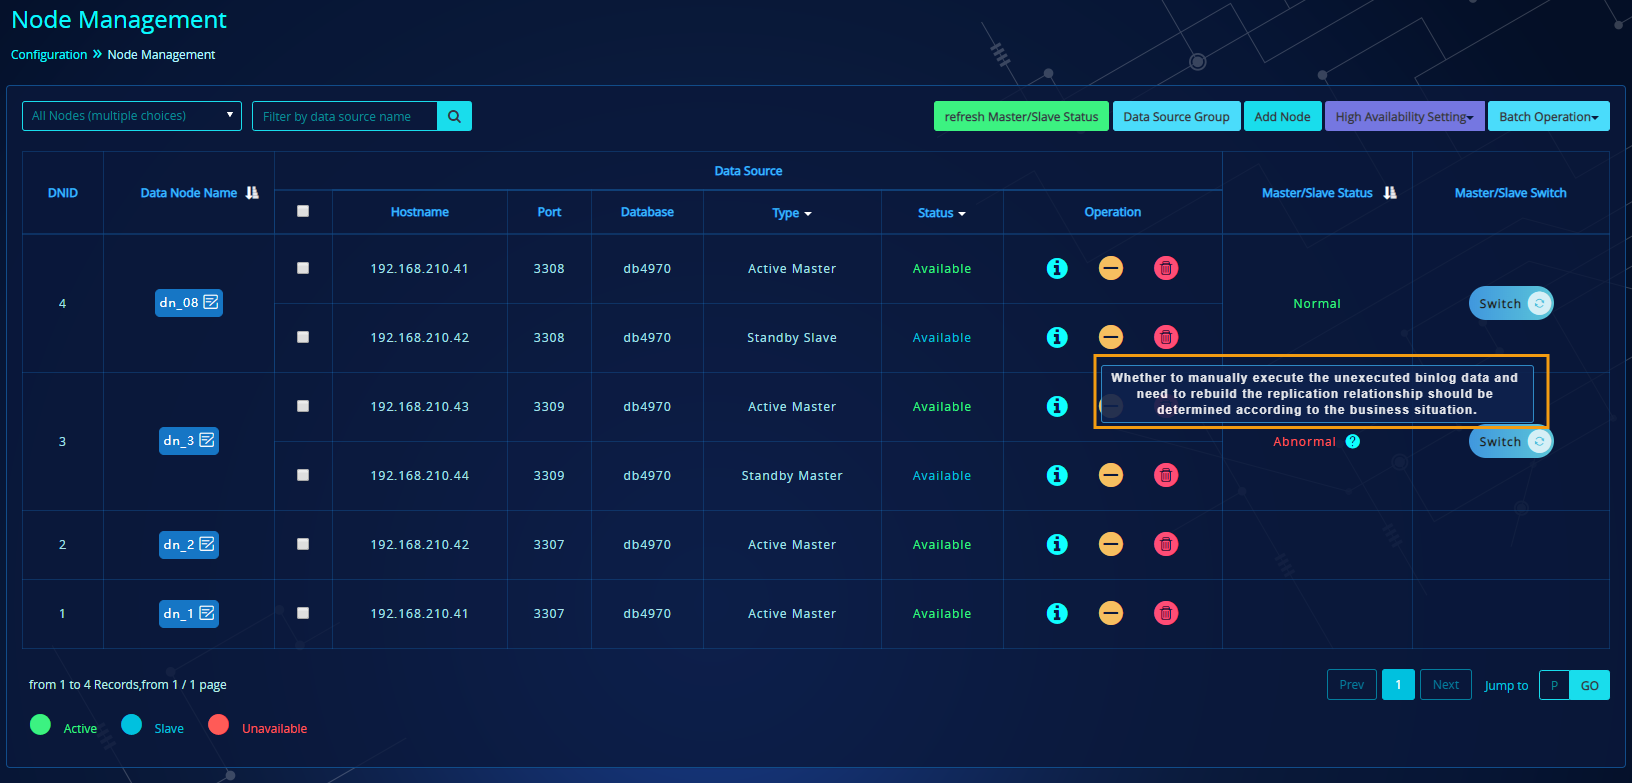 Node Management
Configuration » Node Management
All Nodes (multiple choices)
Filter by data source name
refresh Master/Slave Status
Data Source Group
Add Node
High Availability Setting
Batch Operation
DNID
Data Node Name
Data Source
Master/Slave Status
Master/Slave Switch
Hostname
Port
Database
Type
Status
Operation
4
dn_08
192.168.210.41 3308 db4970 Active Master Available
Normal
Switch
192.168.210.42 3308 db4970 Standby Slave Available
Whether to manually execute the unexecuted binlog data and
need to rebuild the replication relationship should be
determined according to the business situation.
3
dn_3
192.168.210.43 3309 db4970 Active Master Available
Abnormal ?
Switch
192.168.210.44 3309 db4970 Standby Master Available
2 dn_2 192.168.210.42 3307 db4970 Active Master Available
1 dn_1 192.168.210.41 3307 db4970 Active Master Available
from 1 to 4 Records,from 1 / 1 page
Prev 1 Next Jump to P GO
Active Slave Unavailable